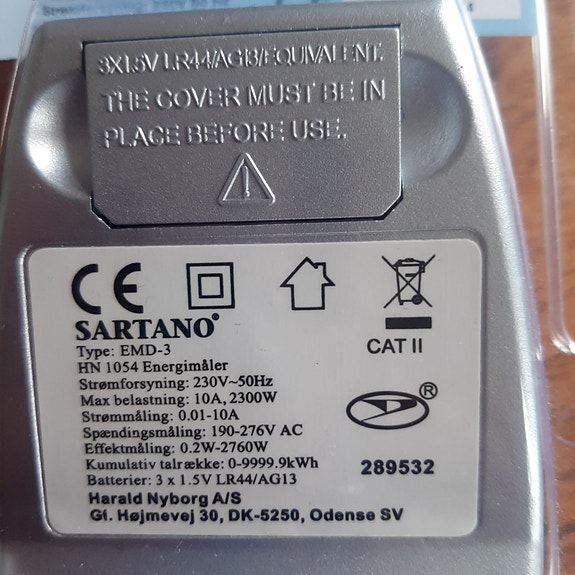 3X1.5V LR44/AG13/EQUIVALENT.
THE COVER MUST BE IN
PLACE BEFORE USE.
CE
SARTANO®
CAT II
Type: EMD-3
HN 1054 Energimåler
Strømforsyning: 230V~50Hz
Max belastning: 10A, 2300W
Strømmåling: 0.01-10A
Spændingsmåling: 190-276V AC
Effektmåling: 0.2W-2760W
Kumulativ talrække: 0-9999.9kWh
Batterier: 3 x 1.5V LR44/AG13
®
289532
Harald Nyborg A/S
Gl. Højmevej 30, DK-5250, Odense SV